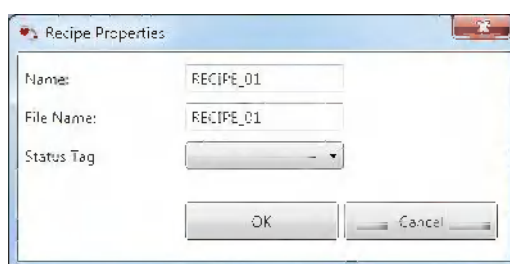 Recipe Properties
Name: RECIPE_01
File Name: RECIPE_01
Status Tag
OK Cancel